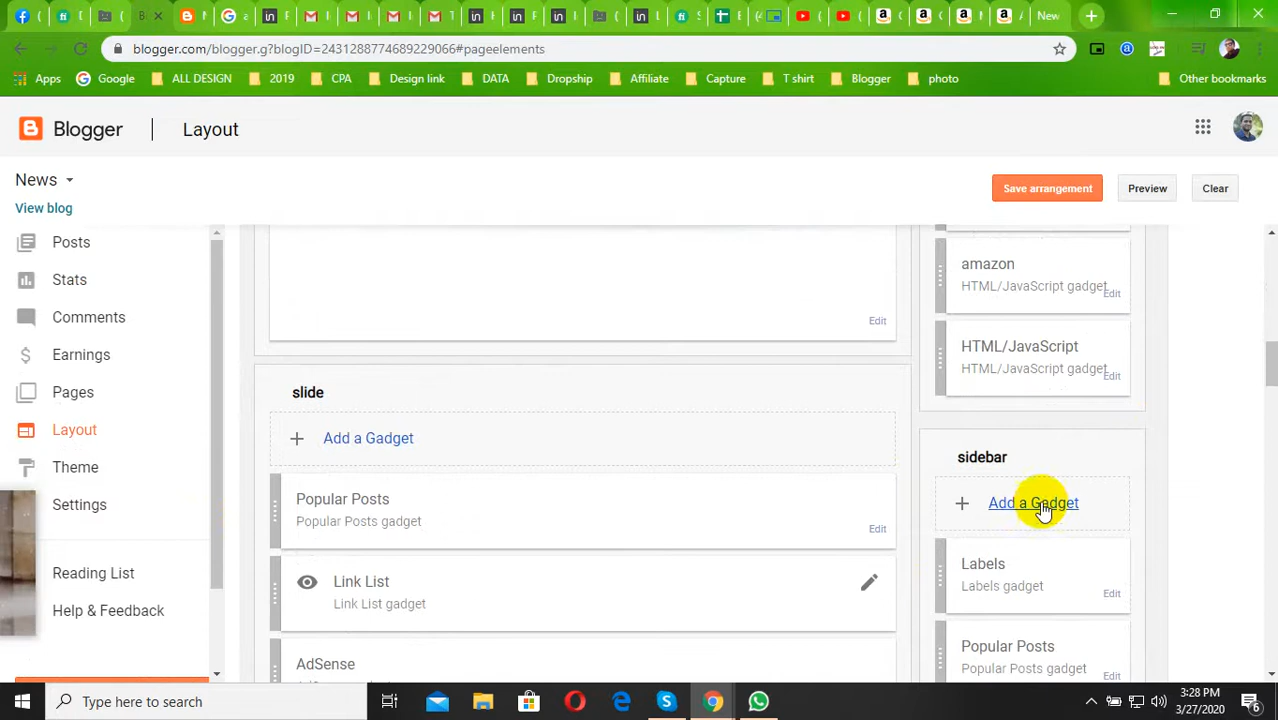 blogger.com/blogger.g?blogID=2431288774689229066#pageelements
Apps
Google
ALL DESIGN
2019
CPA
Design link
DATA
Dropship
Affiliate
Capture
T shirt
Blogger
photo
Other bookmarks
Blogger
Layout
News
View blog
Save arrangement
Preview
Clear
Posts
Stats
Comments
Earnings
Pages
Layout
Theme
Settings
Reading List
Help & Feedback
Edit
slide
Add a Gadget
Popular Posts
Popular Posts gadget
Edit
Link List
Link List gadget
AdSense
amazon
HTML/JavaScript gadget
Edit
HTML/JavaScript
HTML/JavaScript gadget
Edit
sidebar
Add a Gadget
Labels
Labels gadget
Edit
Popular Posts
Popular Posts gadget
Edit
Type here to search
3:28 PM
3/27/2020
6